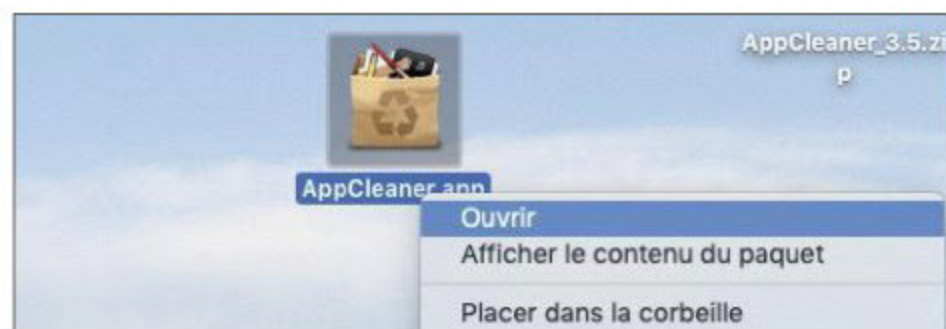 AppCleaner_3.5.zi
p
AppCleaner.app
Ouvrir
Afficher le contenu du paquet
Placer dans la corbeille